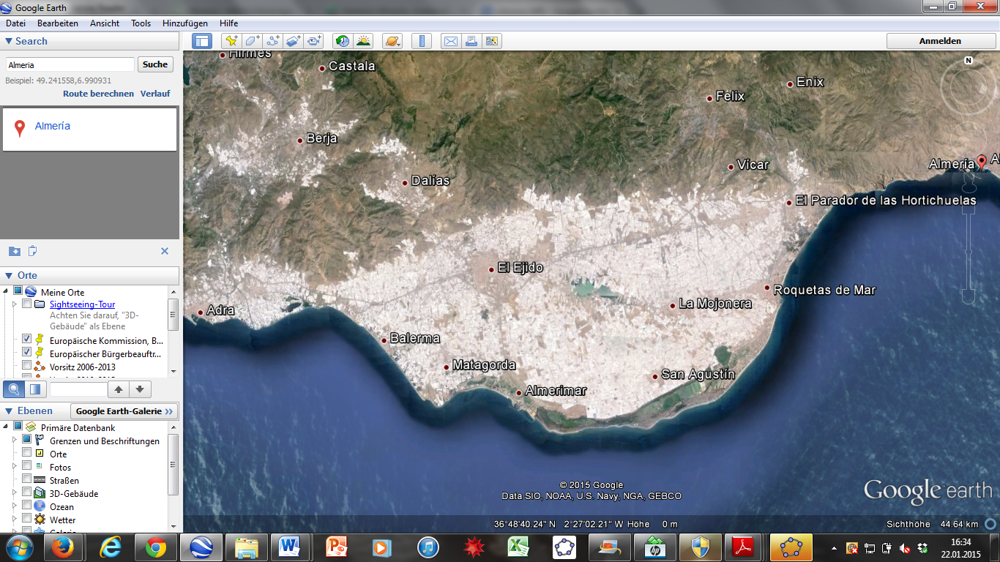 Google Earth
Datei Bearbeiten Ansicht Tools Hinzufügen Hilfe
Search
Almeria
Suche
Beispiel: 49.241558,6.990931
Route berechnen Verlauf
Almería
Orte
Meine Orte
Sightseeing-Tour
Achten Sie darauf, "3D-
Gebäude" als Ebene
Europäische Kommission, B...
Europäischer Bürgerbeauftr...
Vorsitz 2006-2013
Ebenen
Google Earth-Galerie >>
Primäre Datenbank
Grenzen und Beschriftungen
Orte
Fotos
Straßen
3D-Gebäude
Ozean
Wetter
Galerie
Anmelden
N
Hirmes
Castala
Enix
Felix
Berja
Vícar
Almería
Dalías
El Parador de las Hortichuelas
El Ejido
Roquetas de Mar
La Mojonera
Adra
Balerma
Matagorda
San Agustín
Almerimar
© 2015 Google
Data SIO, NOAA, U.S. Navy, NGA, GEBCO
Google earth
36°48'40.24" N 2°27'02.21" W Höhe 0 m
Sichthöhe 44.64 km
16:34
22.01.2015